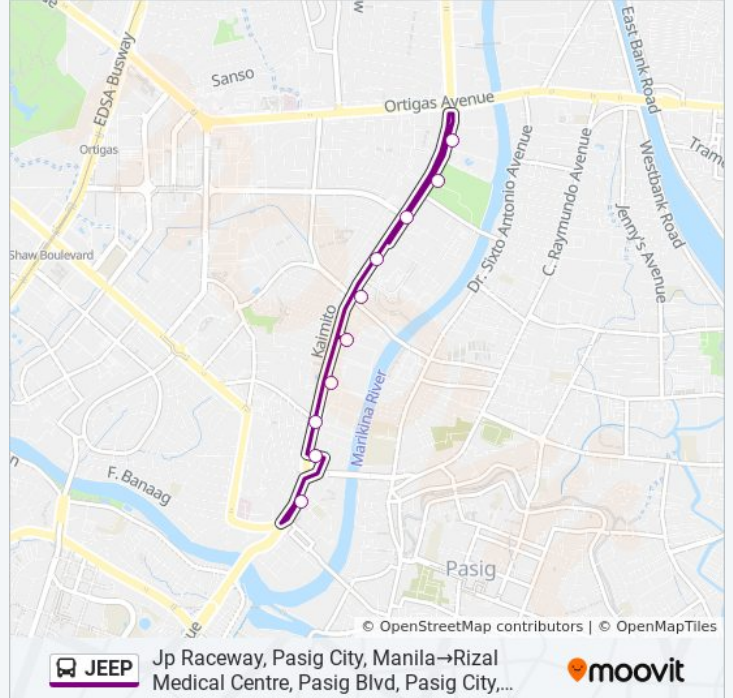 EDSA Busway
Sanso
Ortigas Avenue
East Bank Road
Ortigas
Westbank Road
Dr. Sixto Antonio Avenue
C. Raymundo Avenue
Jenny's Avenue
Shaw Boulevard
Kaimito
Marikina River
F. Banaag
Pasig
© OpenStreetMap contributors | © OpenMapTiles
JEEP
Jp Raceway, Pasig City, Manila→Rizal
Medical Centre, Pasig Blvd, Pasig City,...
moovit